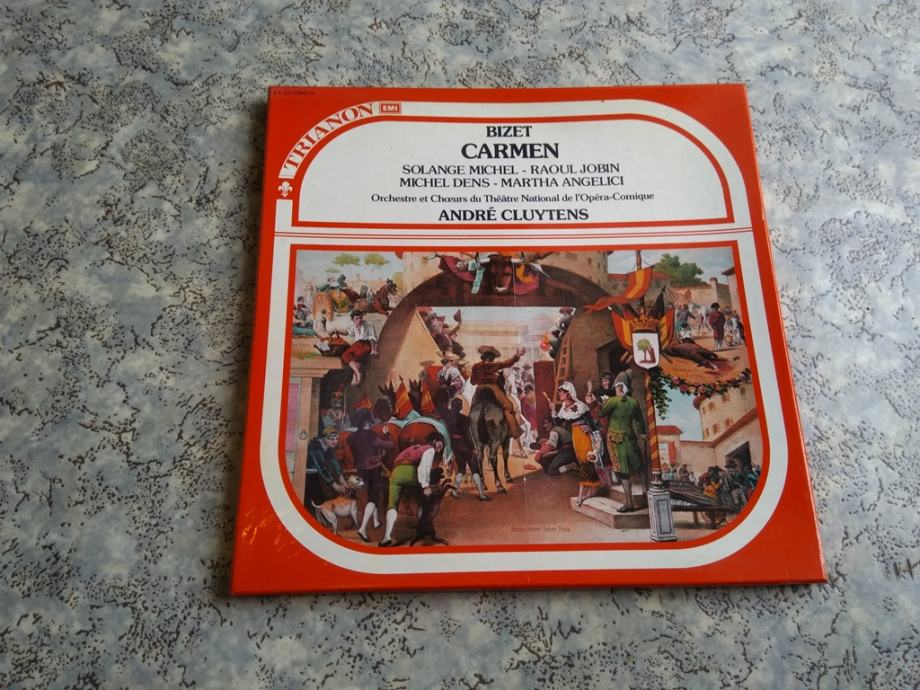 TRIANON EMI
BIZET
CARMEN
SOLANGE MICHEL - RAOUL JOBIN
MICHEL DENS - MARTHA ANGELICI
Orchestre et Chœurs du Théâtre National de l'Opéra-Comique
ANDRÉ CLUYTENS